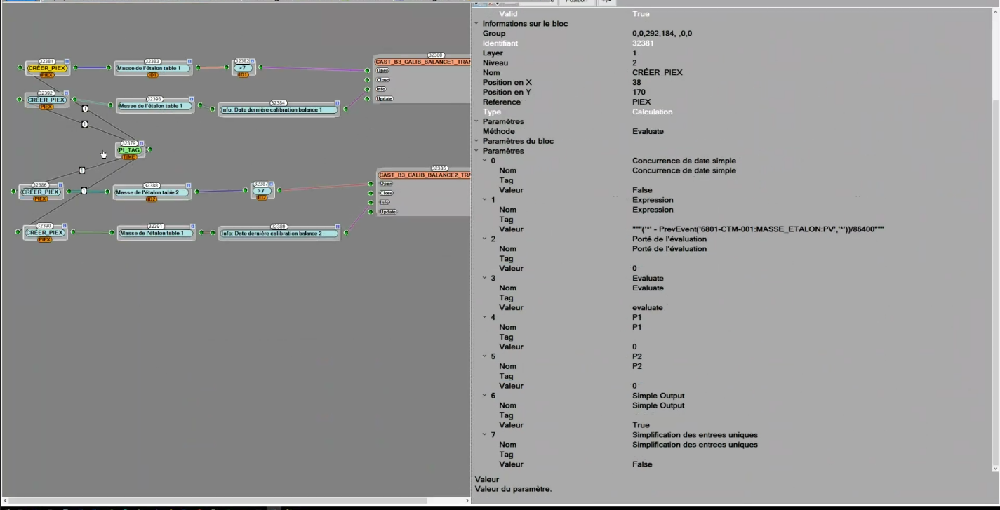 Position
Valid True
Informations sur le bloc
Group 0,0,292,184, ,0,0
Identifiant 32381
Layer 1
Niveau 2
Nom CRÉER_PIEX
Position en X 38
Position en Y 170
Reference PIEX
Type Calculation
Paramètres
Méthode Evaluate
Paramètres du bloc
Paramètres
0 Concurrence de date simple
Nom Concurrence de date simple
Tag
Valeur False
1 Expression
Nom Expression
Tag
Valeur """('*' - PrevEvent('6801-CTM-001:MASSE_ETALON:PV','*'))/86400"""
2 Porté de l'évaluation
Nom Porté de l'évaluation
Tag
Valeur 0
3 Evaluate
Nom Evaluate
Tag
Valeur evaluate
4 P1
Nom P1
Tag
Valeur 0
5 P2
Nom P2
Tag
Valeur 0
6 Simple Output
Nom Simple Output
Tag
Valeur True
7 Simplification des entrees uniques
Nom Simplification des entrees uniques
Tag
Valeur False
Valeur
Valeur du paramètre.
32381 32383 32382 32380
CRÉER_PIEX Masse de l'étalon table 1 >7 CAST_B3_CALIB_BALANCE1_TRA
PIEX ID1 ID1
Open
Close
Info
Update
32392 32393 32384
CRÉER_PIEX Masse de l'étalon table 1 Info: Date dernière calibration balance 1
PIEX
1
1
32379
PI_TAG
TIME
1
1
32386 32388 32387 32385
CRÉER_PIEX Masse de l'étalon table 2 >7 CAST_B3_CALIB_BALANCE2_TRA
PIEX ID2 ID2
Open
Close
Info
Update
32390 32391 32389
CRÉER_PIEX Masse de l'étalon table 1 Info: Date dernière calibration balance 2
PIEX